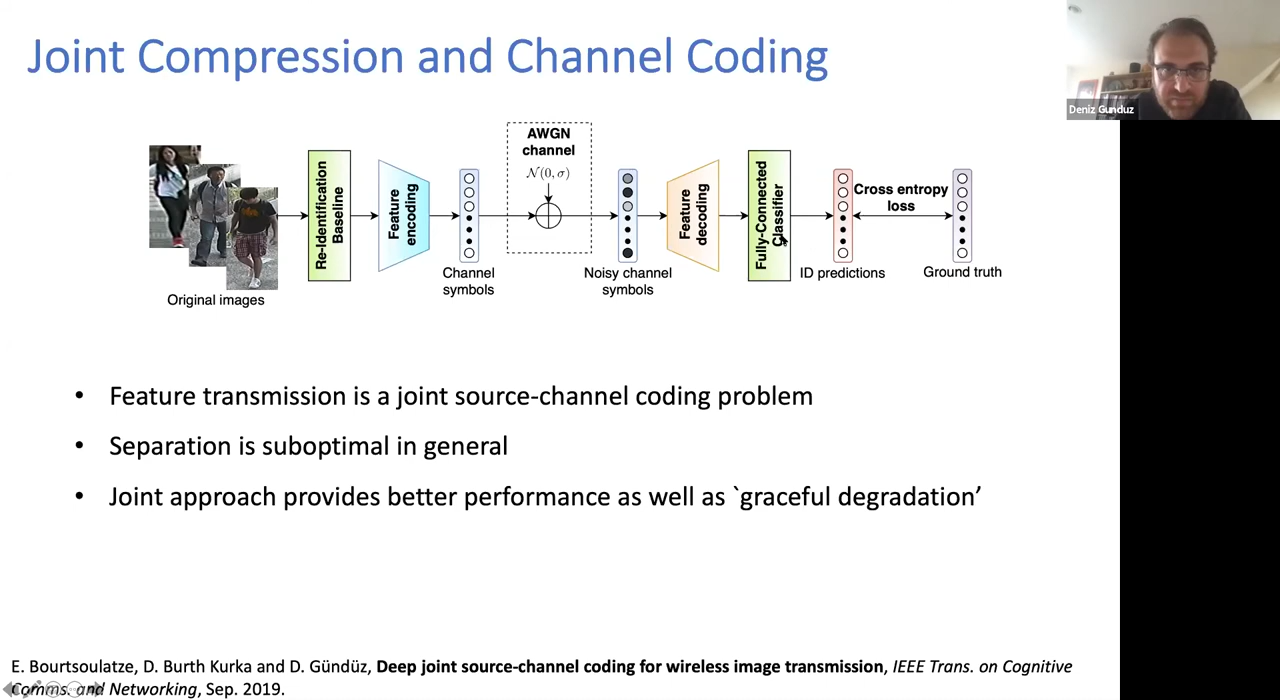 Joint Compression and Channel Coding
Deniz Gunduz
Original images
Re-Identification
Baseline
Feature
encoding
Channel
symbols
AWGN
channel
𝒩(0, σ)
Noisy channel
symbols
Feature
decoding
Fully-Connected
Classifier
ID predictions
Cross entropy
loss
Ground truth
• Feature transmission is a joint source-channel coding problem
• Separation is suboptimal in general
• Joint approach provides better performance as well as `graceful degradation’
E. Bourtsoulatze, D. Burth Kurka and D. Gündüz, Deep joint source-channel coding for wireless image transmission, IEEE Trans. on Cognitive
Comms. and Networking, Sep. 2019.